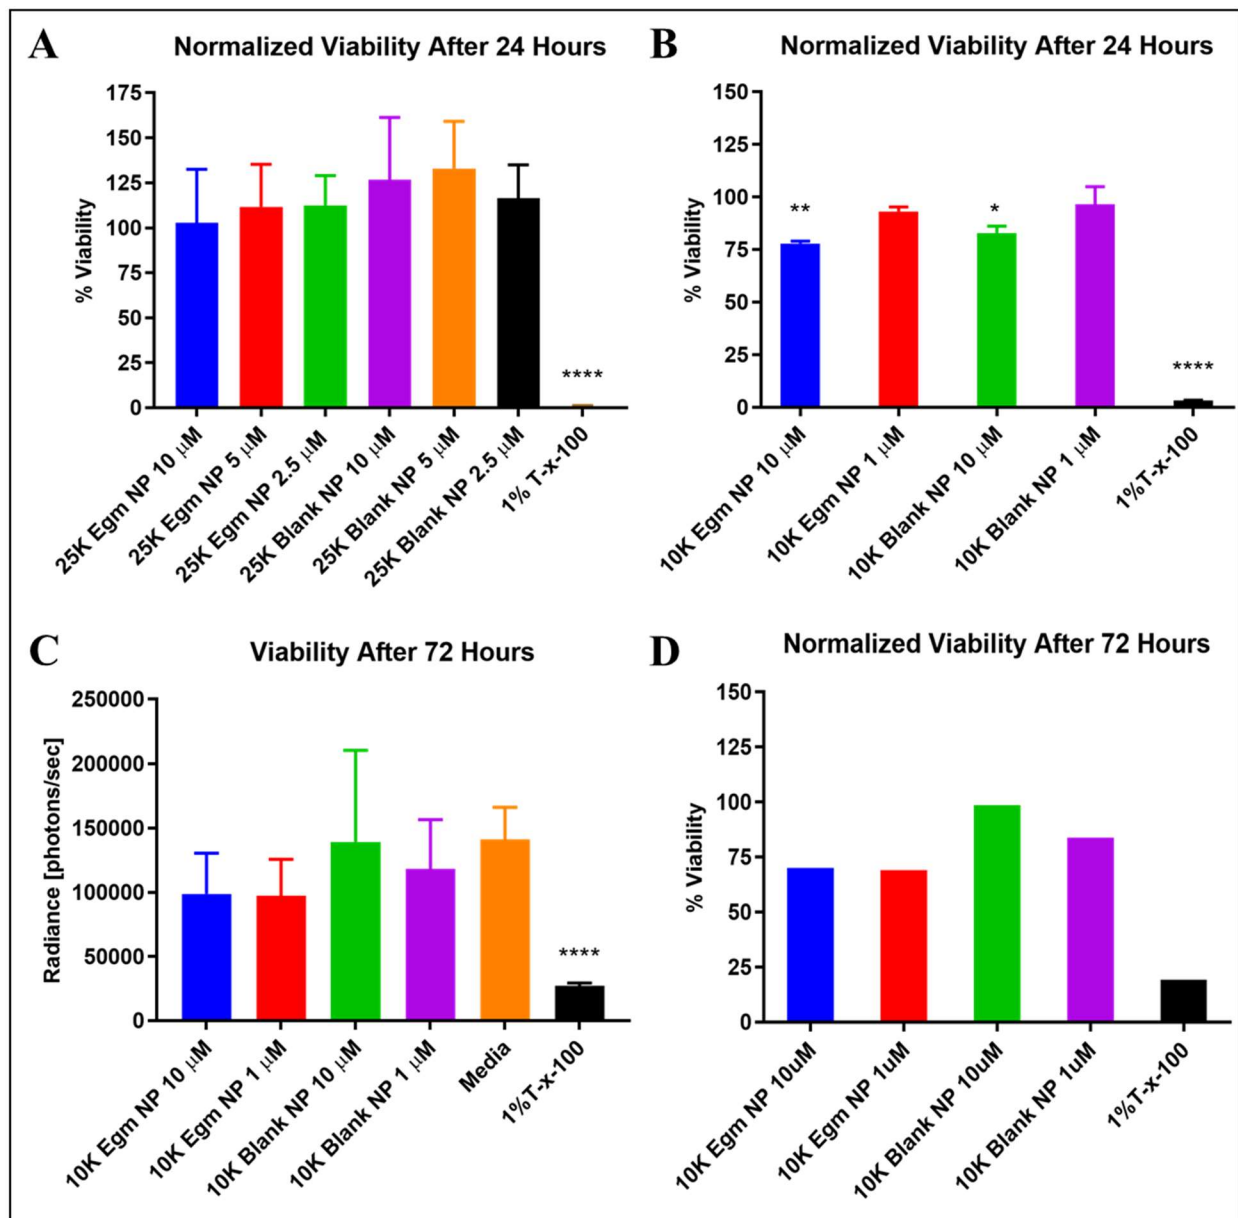 A
Normalized Viability After 24 Hours
% Viability
175
150
125
100
75
50
25
0
****
25K Egm NP 10 μM
25K Egm NP 5 μM
25K Egm NP 2.5 μM
25K Blank NP 10 μM
25K Blank NP 5 μM
25K Blank NP 2.5 μM
1% T-x-100
B
Normalized Viability After 24 Hours
% Viability
150
125
100
75
50
25
0
**
*
****
10K Egm NP 10 μM
10K Egm NP 1 μM
10K Blank NP 10 μM
10K Blank NP 1 μM
1%T-x-100
C
Viability After 72 Hours
Radiance [photons/sec]
250000
200000
150000
100000
50000
0
****
10K Egm NP 10 μM
10K Egm NP 1 μM
10K Blank NP 10 μM
10K Blank NP 1 μM
Media
1%T-x-100
D
Normalized Viability After 72 Hours
% Viability
150
125
100
75
50
25
0
10K Egm NP 10uM
10K Egm NP 1uM
10K Blank NP 10uM
10K Blank NP 1uM
1%T-x-100